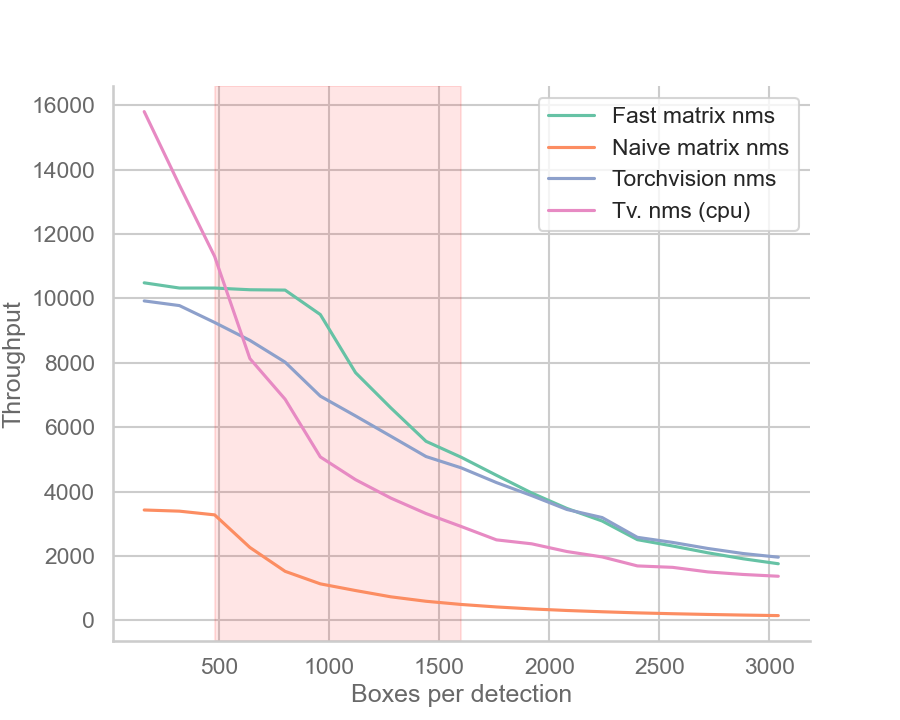 16000
14000
12000
10000
8000
6000
4000
2000
0
Throughput
Fast matrix nms
Naive matrix nms
Torchvision nms
Tv. nms (cpu)
500 1000 1500 2000 2500 3000
Boxes per detection